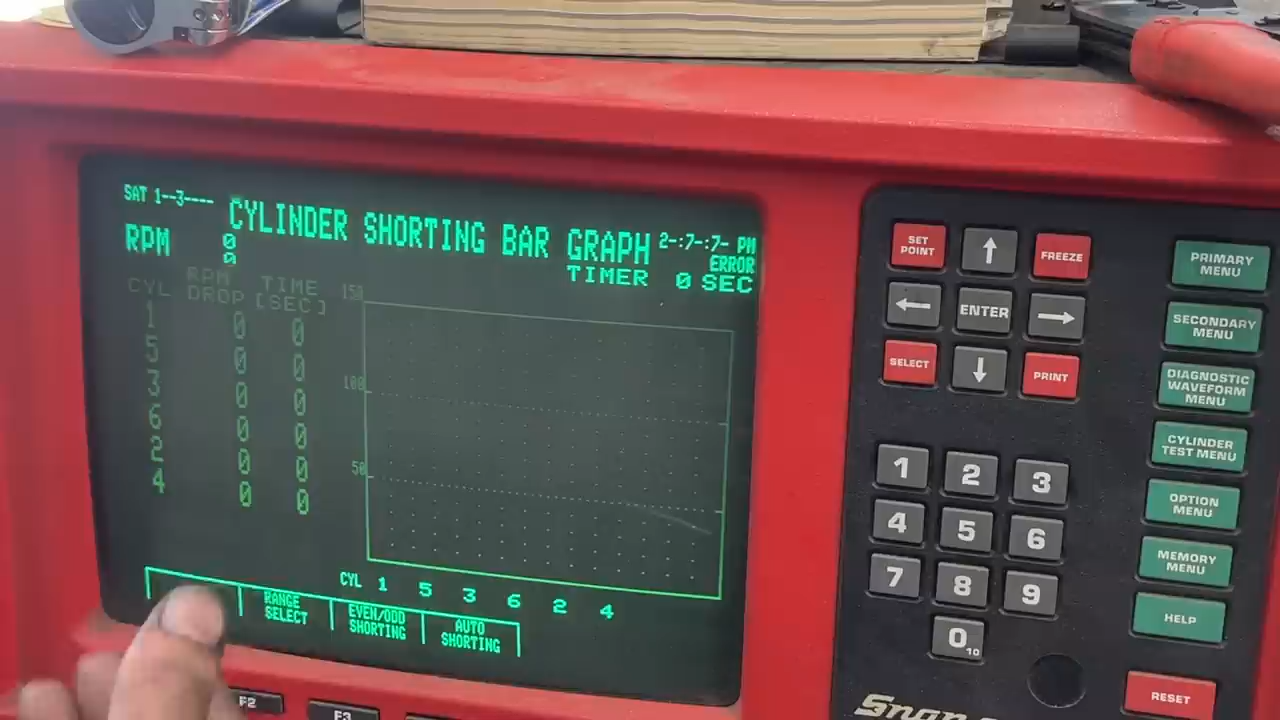 SAT 1--3----
CYLINDER SHORTING BAR GRAPH
2-:7-:7- PM
ERROR
RPM 0
0
TIMER 0 SEC
CYL RPM DROP TIME [SEC]
1 0 0
5 0 0
3 0 0
6 0 0
2 0 0
4 0 0
150
100
50
CYL 1 5 3 6 2 4
RANGE SELECT
EVEN/ODD SHORTING
AUTO SHORTING
F2
F3
SET POINT
↑
FREEZE
←
ENTER
→
SELECT
↓
PRINT
1 2 3
4 5 6
7 8 9
0 10
PRIMARY MENU
SECONDARY MENU
DIAGNOSTIC WAVEFORM MENU
CYLINDER TEST MENU
OPTION MENU
MEMORY MENU
HELP
RESET
Snap